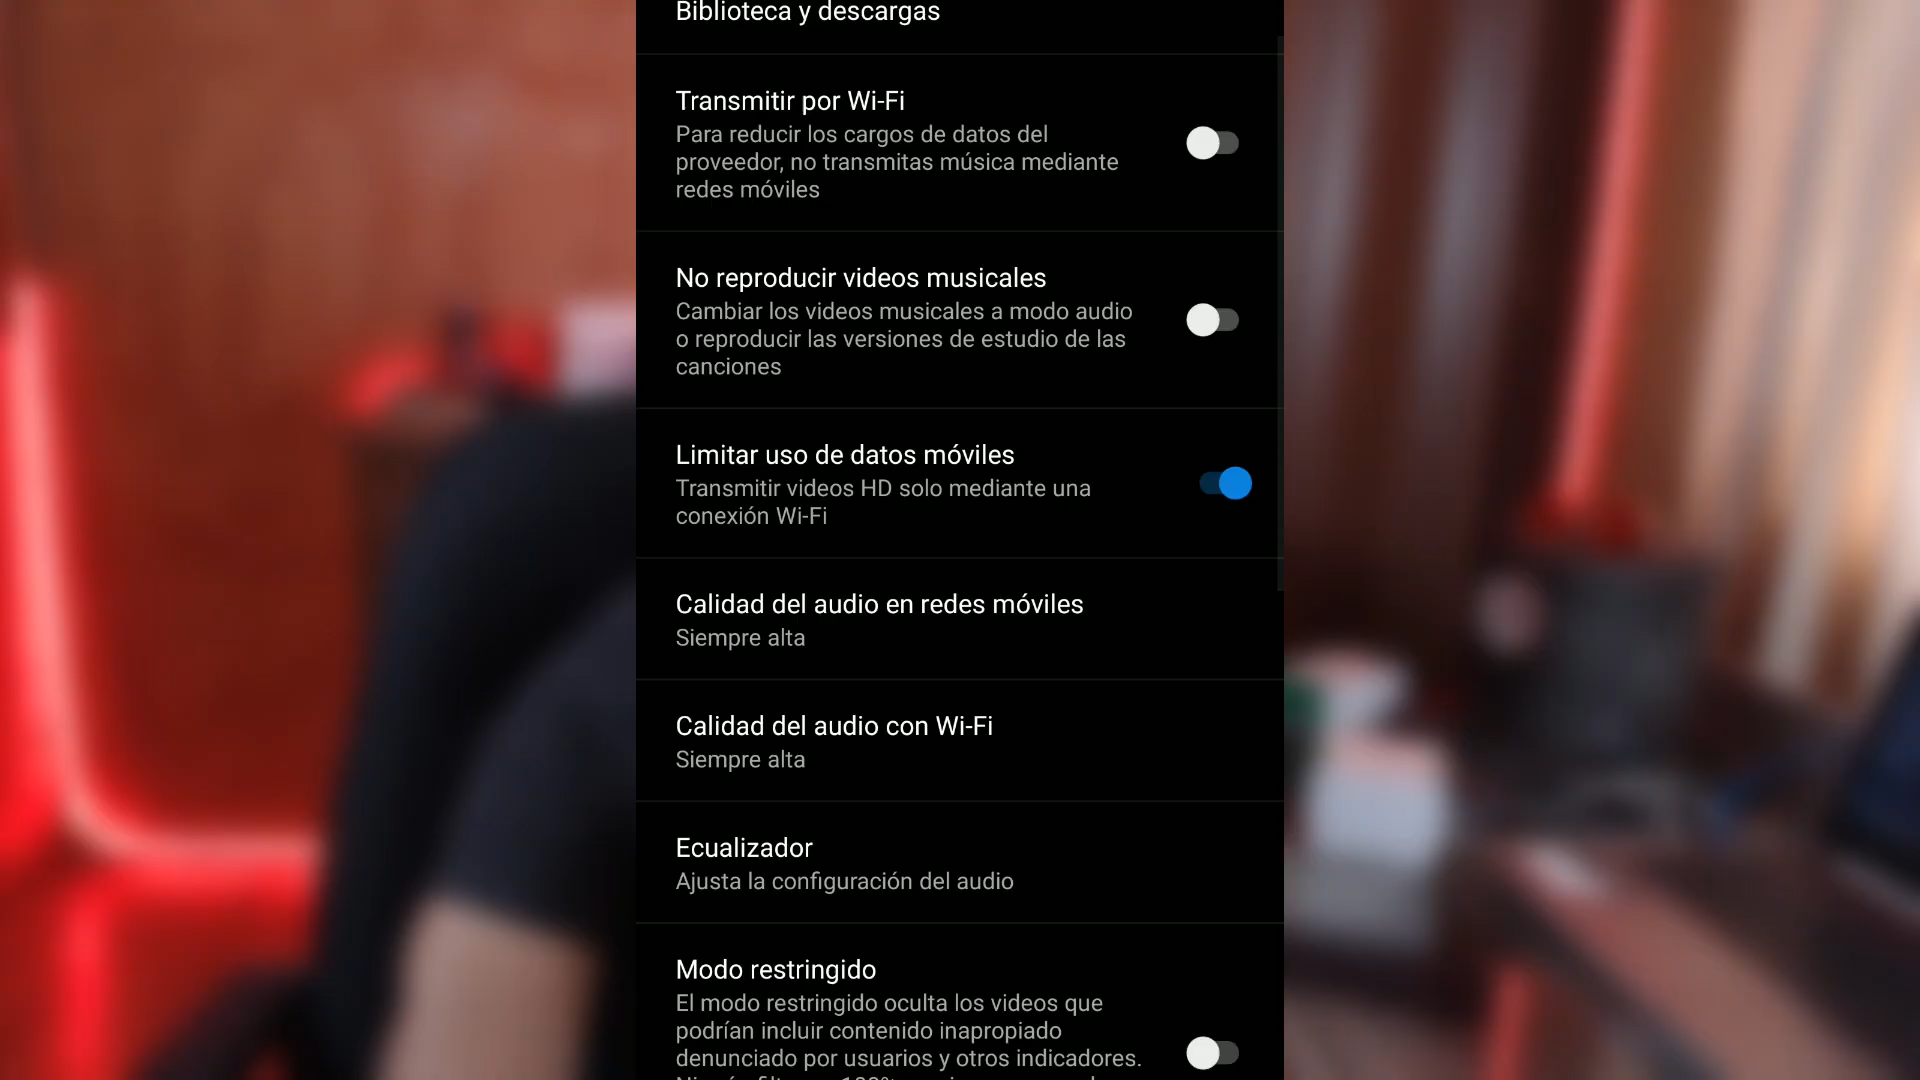 Biblioteca y descargas
Transmitir por Wi-Fi
Para reducir los cargos de datos del
proveedor, no transmitas música mediante
redes móviles
No reproducir videos musicales
Cambiar los videos musicales a modo audio
o reproducir las versiones de estudio de las
canciones
Limitar uso de datos móviles
Transmitir videos HD solo mediante una
conexión Wi-Fi
Calidad del audio en redes móviles
Siempre alta
Calidad del audio con Wi-Fi
Siempre alta
Ecualizador
Ajusta la configuración del audio
Modo restringido
El modo restringido oculta los videos que
podrían incluir contenido inapropiado
denunciado por usuarios y otros indicadores.